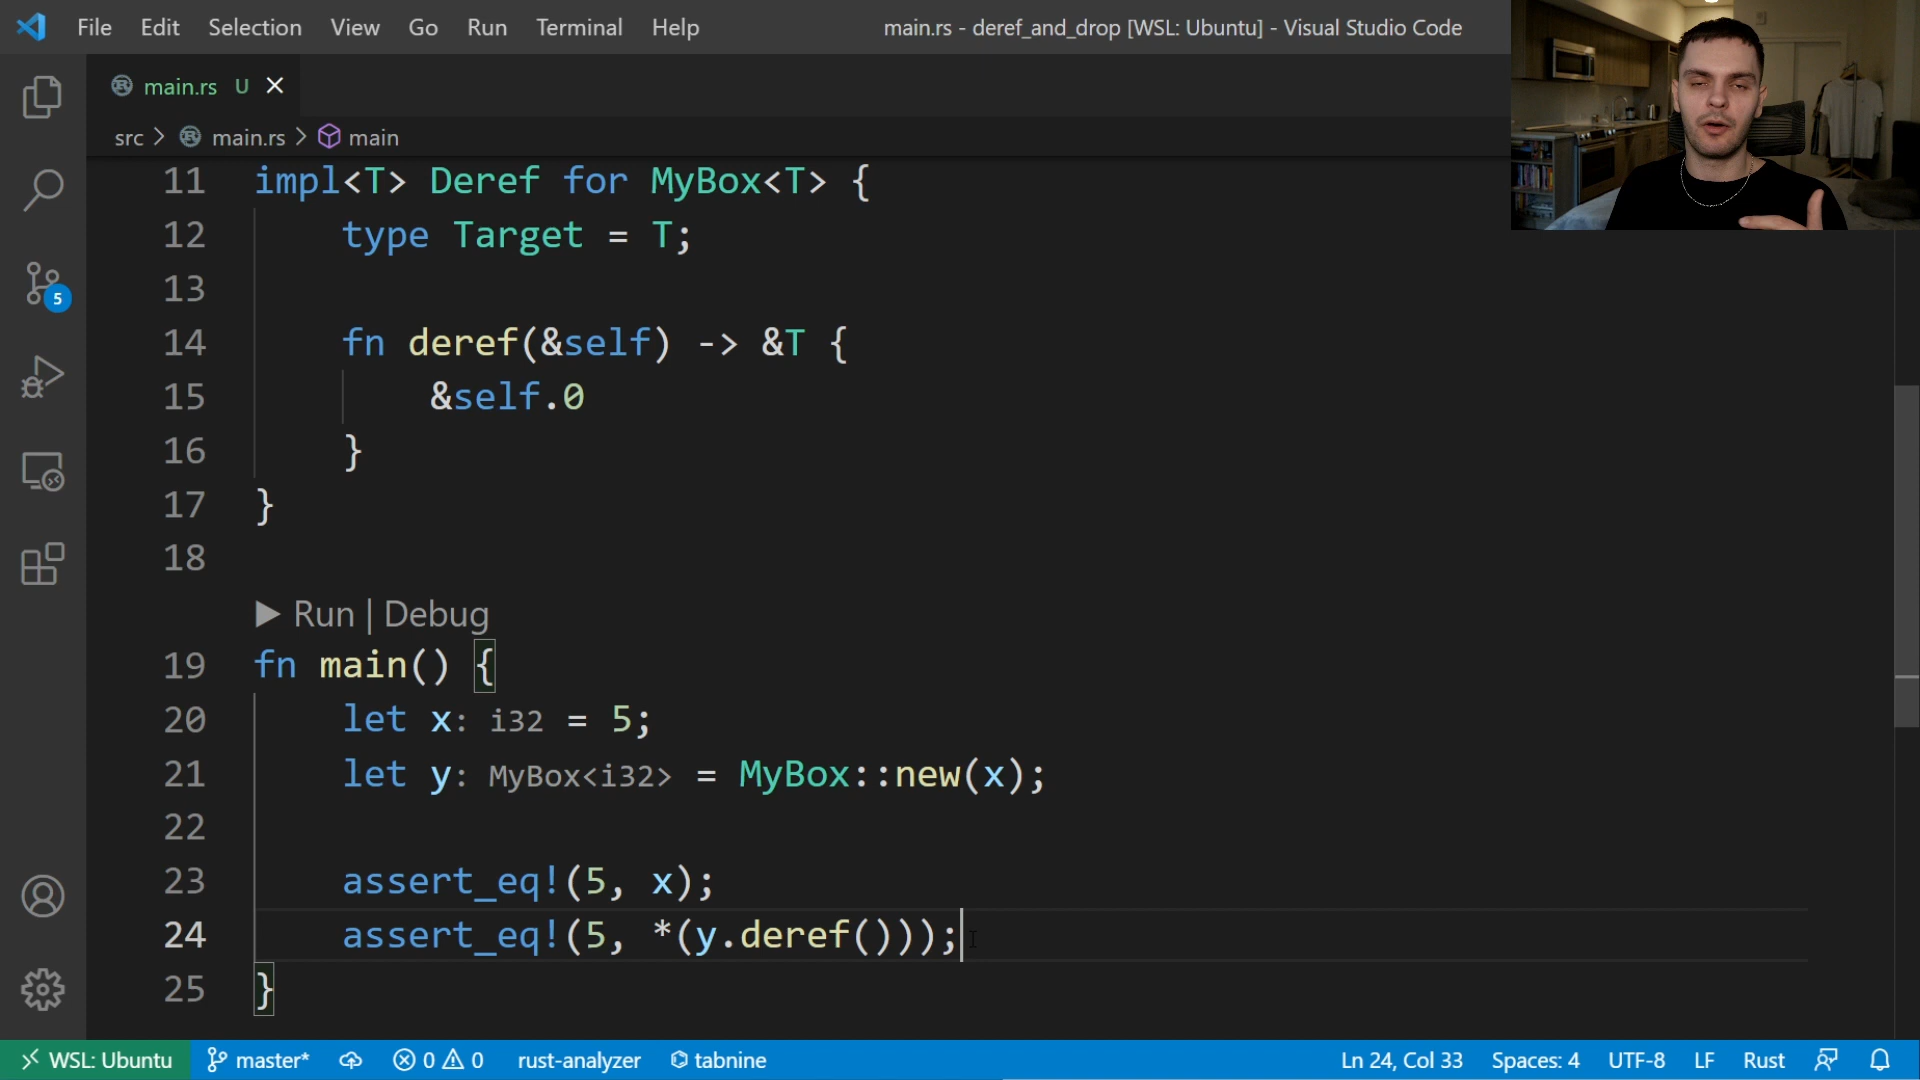 File Edit Selection View Go Run Terminal Help main.rs - deref_and_drop [WSL: Ubuntu] - Visual Studio Code
main.rs U
src > main.rs > main
11 impl<T> Deref for MyBox<T> {
12 type Target = T;
13
14 fn deref(&self) -> &T {
15 &self.0
16 }
17 }
18
Run | Debug
19 fn main() {
20 let x: i32 = 5;
21 let y: MyBox<i32> = MyBox::new(x);
22
23 assert_eq!(5, x);
24 assert_eq!(5, *(y.deref()));
25 }
5
WSL: Ubuntu master* 0 0 rust-analyzer tabnine Ln 24, Col 33 Spaces: 4 UTF-8 LF Rust